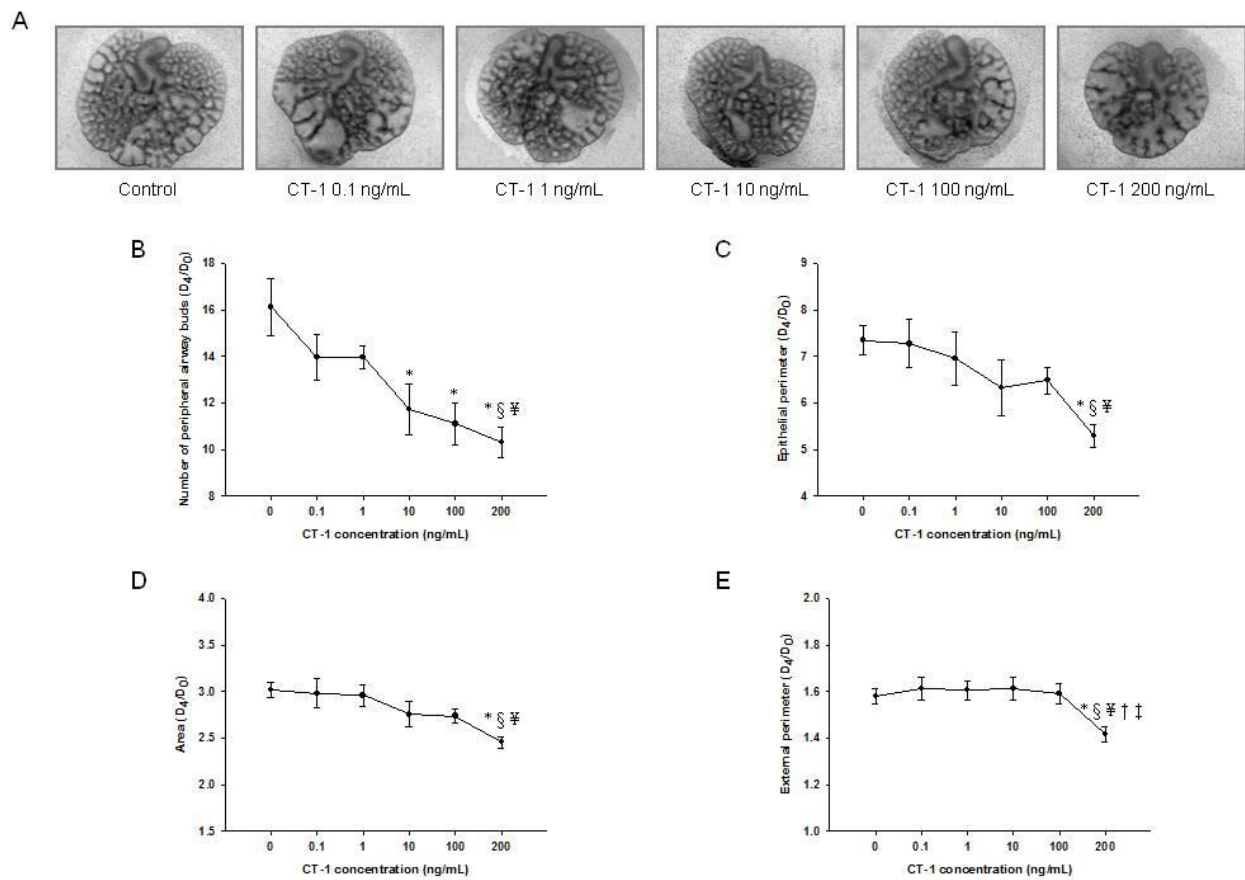 A
Control
CT-1 0.1 ng/mL
CT-1 1 ng/mL
CT-1 10 ng/mL
CT-1 100 ng/mL
CT-1 200 ng/mL
B
Number of peripheral airway buds (D4/D0)
18
16
14
12
10
8
*
*
* § ¥
0 0.1 1 10 100 200
CT-1 concentration (ng/mL)
C
Epithelial perimeter (D4/D0)
9
8
7
6
5
4
* § ¥
0 0.1 1 10 100 200
CT-1 concentration (ng/mL)
D
Area (D4/D0)
4.0
3.5
3.0
2.5
2.0
1.5
* § ¥
0 0.1 1 10 100 200
CT-1 concentration (ng/mL)
E
External perimeter (D4/D0)
2.0
1.8
1.6
1.4
1.2
1.0
* § ¥ † ‡
0 0.1 1 10 100 200
CT-1 concentration (ng/mL)